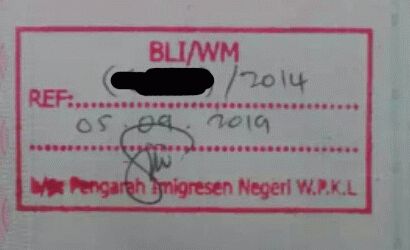 BLI/WM
( )/2014
REF:
05.09.2019
b/p: Pengarah Imigresen Negeri W.P.K.L